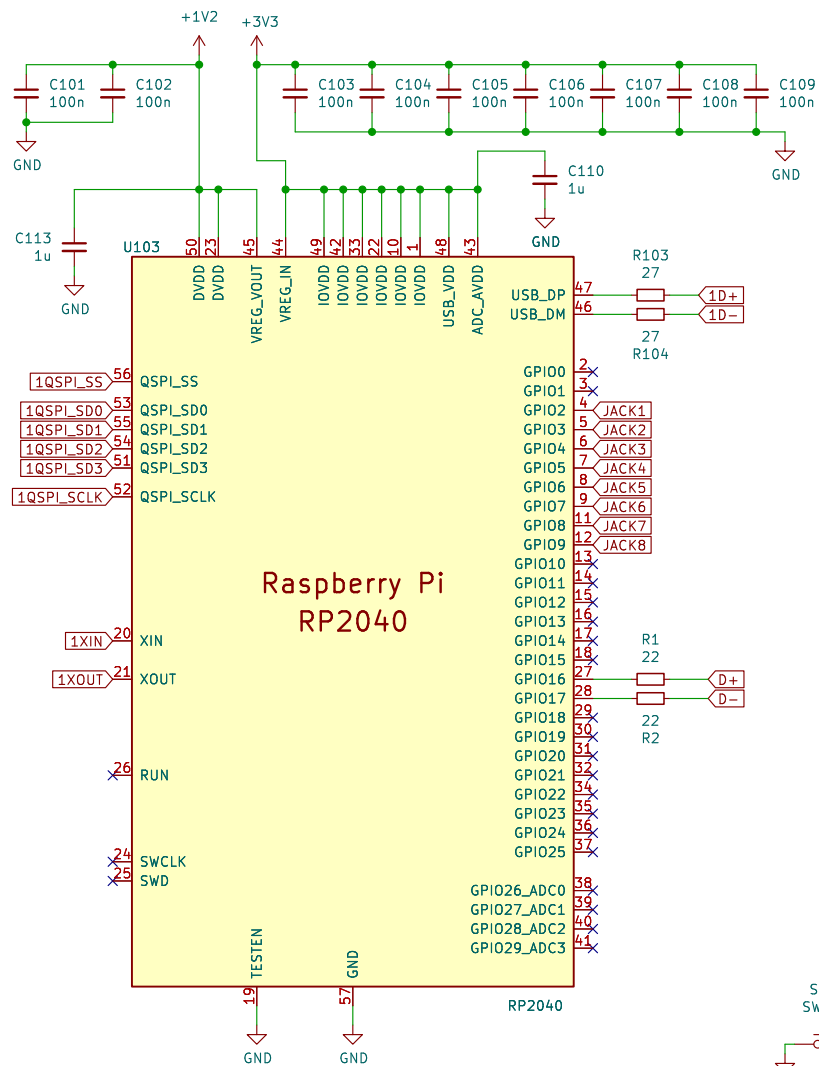 +1V2
+3V3
C101
100n
C102
100n
C103
100n
C104
100n
C105
100n
C106
100n
C107
100n
C108
100n
C109
100n
GND
GND
C110
1u
GND
C113
1u
GND
U103
50
23
45
44
49
42
33
22
10
1
48
43
DVDD
DVDD
VREG_VOUT
VREG_IN
IOVDD
IOVDD
IOVDD
IOVDD
IOVDD
IOVDD
USB_VDD
ADC_AVDD
R103
27
USB_DP 47 1D+
USB_DM 46 1D-
27
R104
1QSPI_SS 56 QSPI_SS
1QSPI_SD0 53 QSPI_SD0
1QSPI_SD1 55 QSPI_SD1
1QSPI_SD2 54 QSPI_SD2
1QSPI_SD3 51 QSPI_SD3
1QSPI_SCLK 52 QSPI_SCLK
GPIO0 2
GPIO1 3
GPIO2 4 JACK1
GPIO3 5 JACK2
GPIO4 6 JACK3
GPIO5 7 JACK4
GPIO6 8 JACK5
GPIO7 9 JACK6
GPIO8 11 JACK7
GPIO9 12 JACK8
GPIO10 13
GPIO11 14
GPIO12 15
GPIO13 16
GPIO14 17
GPIO15 18
Raspberry Pi
RP2040
1XIN 20 XIN
1XOUT 21 XOUT
R1
22
GPIO16 27 D+
GPIO17 28 D-
22
R2
GPIO18 29
GPIO19 30
GPIO20 31
GPIO21 32
GPIO22 34
GPIO23 35
GPIO24 36
GPIO25 37
26 RUN
24 SWCLK
25 SWD
GPIO26_ADC0 38
GPIO27_ADC1 39
GPIO28_ADC2 40
GPIO29_ADC3 41
TESTEN
19
GND
57
RP2040
GND
GND